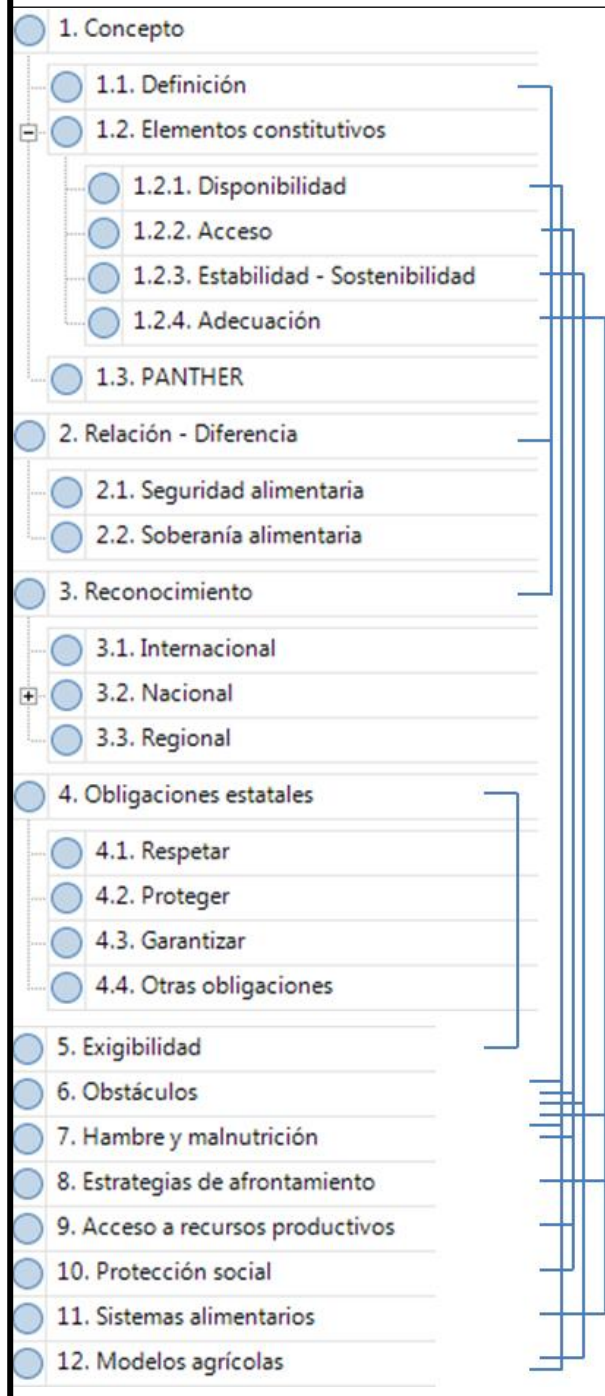 1. Concepto
1.1. Definición
1.2. Elementos constitutivos
1.2.1. Disponibilidad
1.2.2. Acceso
1.2.3. Estabilidad - Sostenibilidad
1.2.4. Adecuación
1.3. PANTHER
2. Relación - Diferencia
2.1. Seguridad alimentaria
2.2. Soberanía alimentaria
3. Reconocimiento
3.1. Internacional
3.2. Nacional
3.3. Regional
4. Obligaciones estatales
4.1. Respetar
4.2. Proteger
4.3. Garantizar
4.4. Otras obligaciones
5. Exigibilidad
6. Obstáculos
7. Hambre y malnutrición
8. Estrategias de afrontamiento
9. Acceso a recursos productivos
10. Protección social
11. Sistemas alimentarios
12. Modelos agrícolas